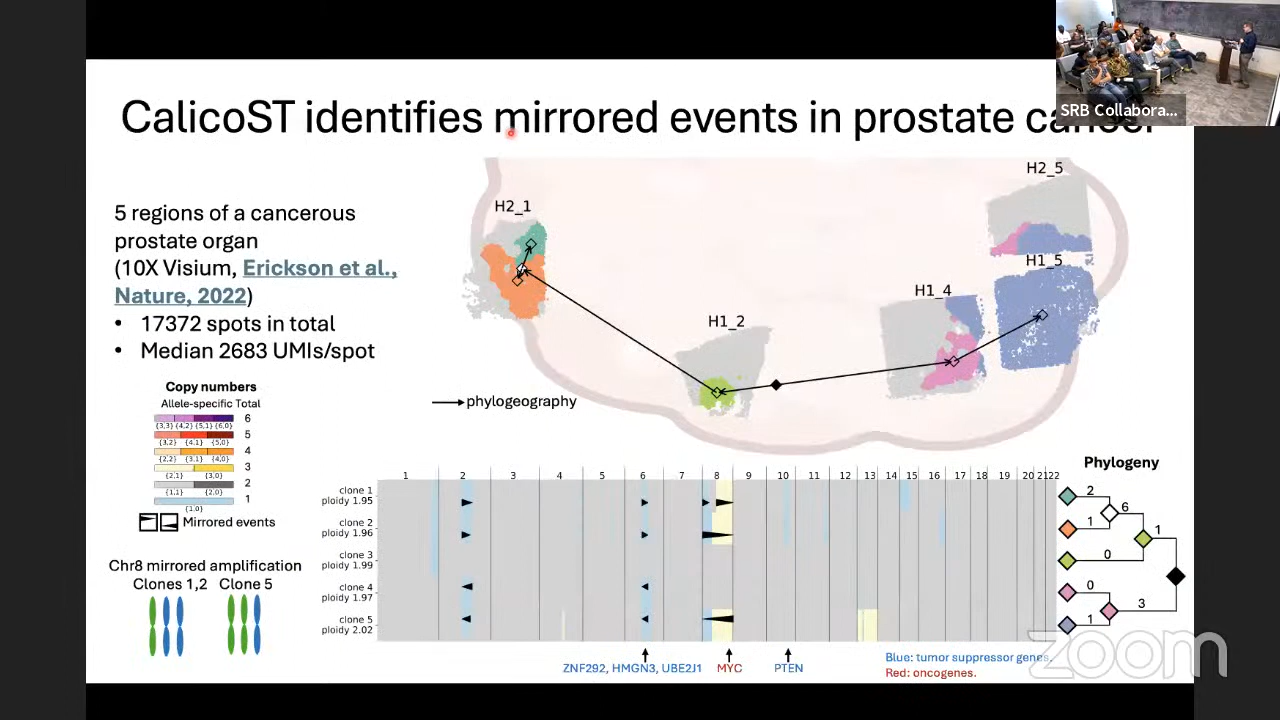 SRB Collabora...
CalicoST identifies mirrored events in prostate cancer
5 regions of a cancerous
prostate organ
(10X Visium, Erickson et al.,
Nature, 2022)
• 17372 spots in total
• Median 2683 UMIs/spot
H2_1
H1_2
H1_4
H2_5
H1_5
phylogeography
Copy numbers
Allele-specific Total
6
{3,3} {4,2} {5,1} {6,0}
5
{3,2} {4,1} {5,0}
4
{2,2} {3,1} {4,0}
3
{2,1} {3,0}
2
{1,1} {2,0}
1
{1,0}
Mirrored events
Chr8 mirrored amplification
Clones 1,2 Clone 5
1 2 3 4 5 6 7 8 9 10 11 12 13 14 15 16 17 18 19 20 2122
clone 1
ploidy 1.95
clone 2
ploidy 1.96
clone 3
ploidy 1.99
clone 4
ploidy 1.97
clone 5
ploidy 2.02
ZNF292, HMGN3, UBE2J1 MYC PTEN
Phylogeny
2
6
1
1
0
0
3
1
Blue: tumor suppressor genes.
Red: oncogenes.
zoom